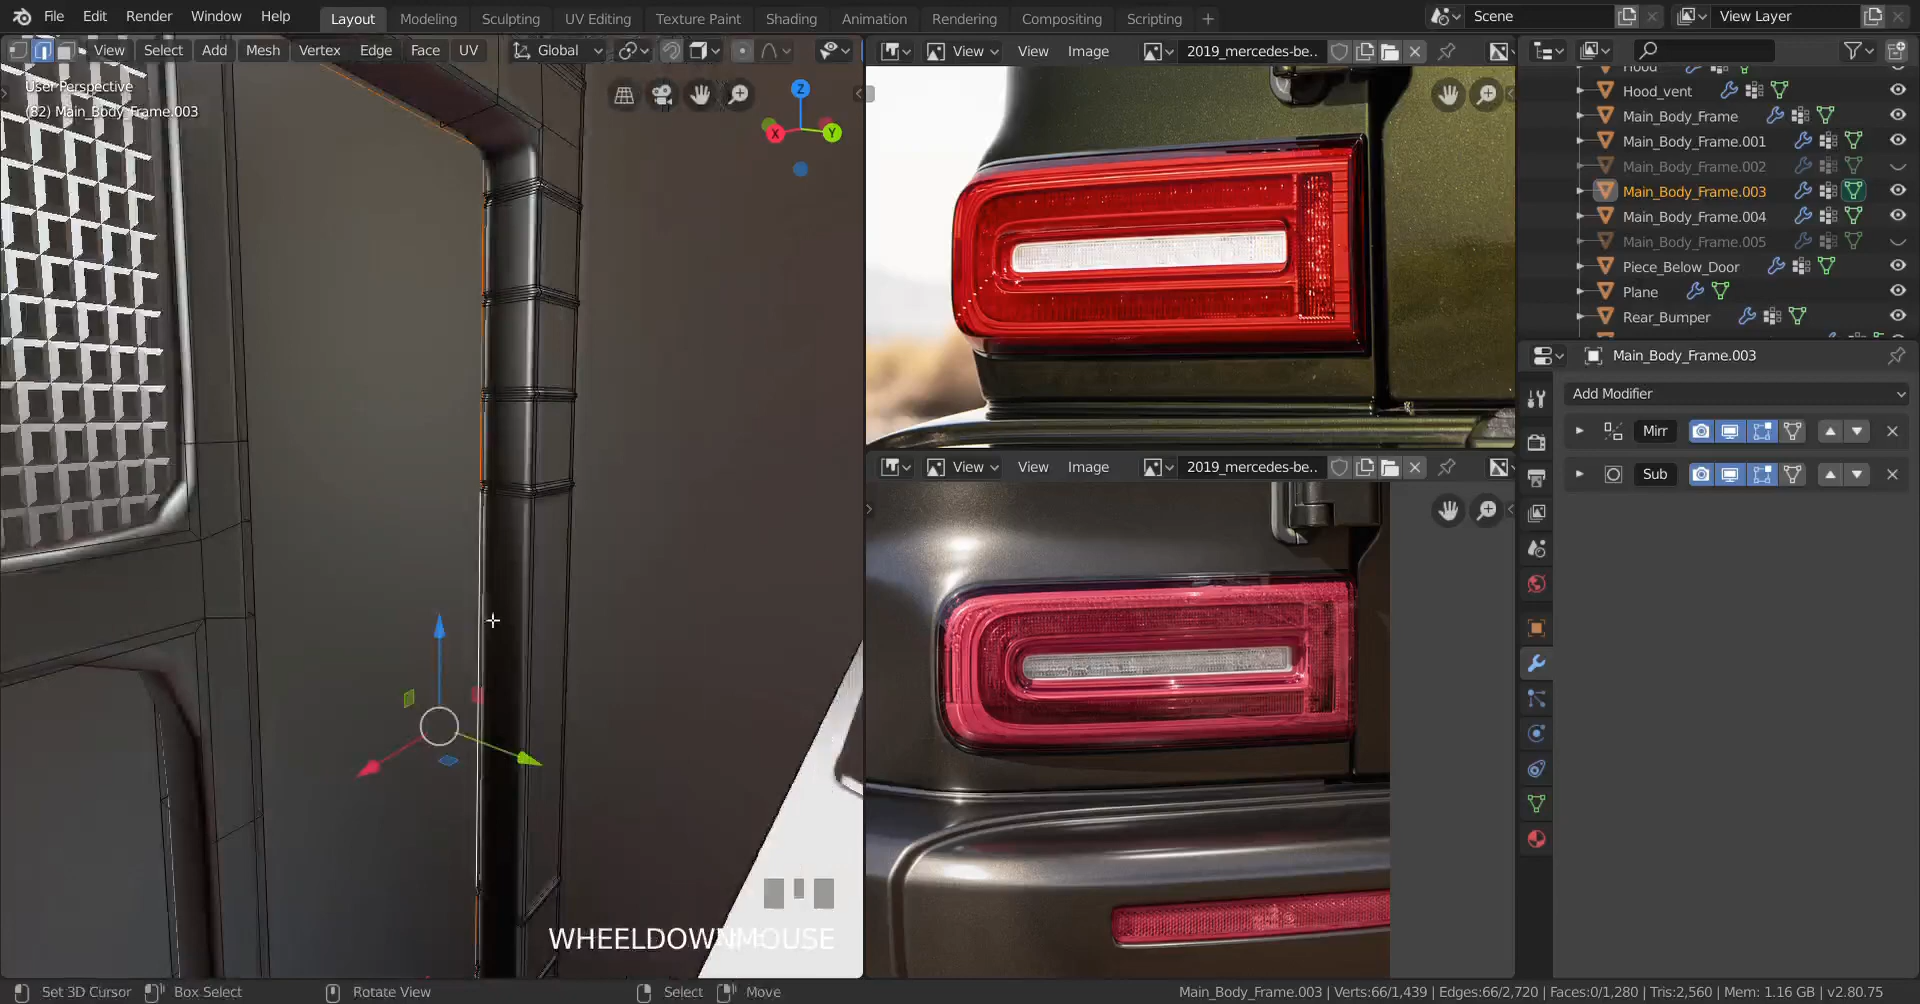 File Edit Render Window Help Layout Modeling Sculpting UV Editing Texture Paint Shading Animation Rendering Compositing Scripting + Scene View Layer
View Select Add Mesh Vertex Edge Face UV Global
View View Image 2019_mercedes-be..
User Perspective
(82) Main_Body_Frame.003
Z
X
Y
Hood
Hood_vent
Main_Body_Frame
Main_Body_Frame.001
Main_Body_Frame.002
Main_Body_Frame.003
Main_Body_Frame.004
Main_Body_Frame.005
Piece_Below_Door
Plane
Rear_Bumper
Main_Body_Frame.003
Add Modifier
Mirr
Sub
View View Image 2019_mercedes-be..
WHEELDOWNMOUSE
Set 3D Cursor Box Select Rotate View Select Move Main_Body_Frame.003 | Verts:66/1,439 | Edges:66/2,720 | Faces:0/1,280 | Tris:2,560 | Mem: 1.16 GB | v2.80.75